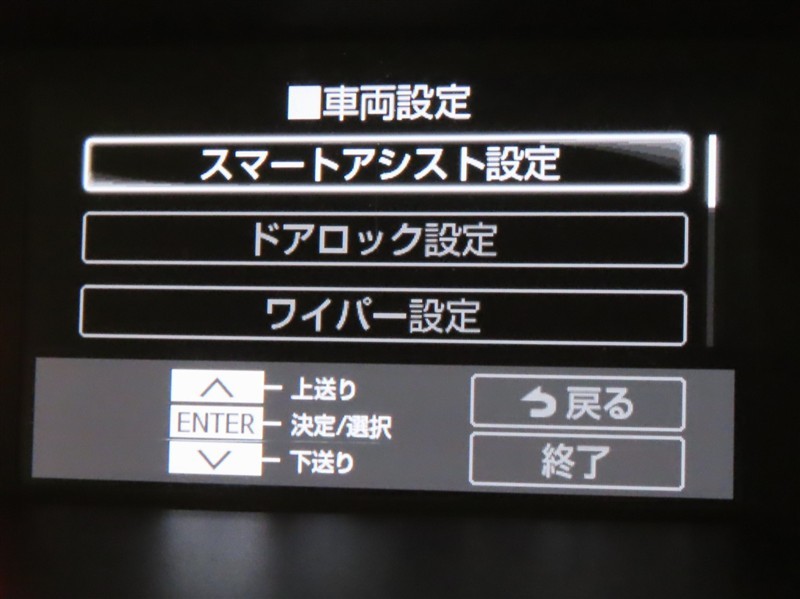 ■車両設定
スマートアシスト設定
ドアロック設定
ワイパー設定
上送り
ENTER 決定/選択
下送り
戻る
終了